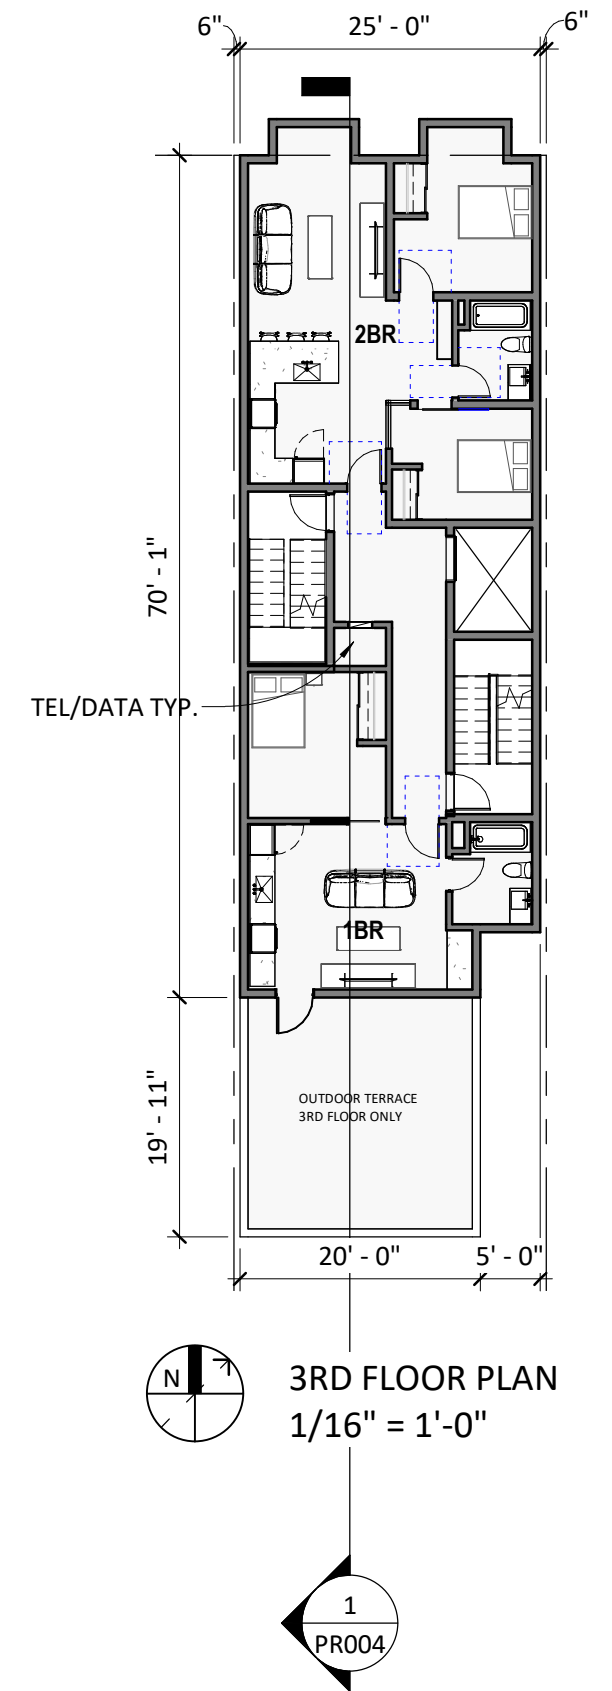 6" 25' - 0" 6"
2BR
70' - 1"
TEL/DATA TYP.
1BR
19' - 11"
OUTDOOR TERRACE
3RD FLOOR ONLY
20' - 0" 5' - 0"
N
3RD FLOOR PLAN
1/16" = 1'-0"
1
PR004